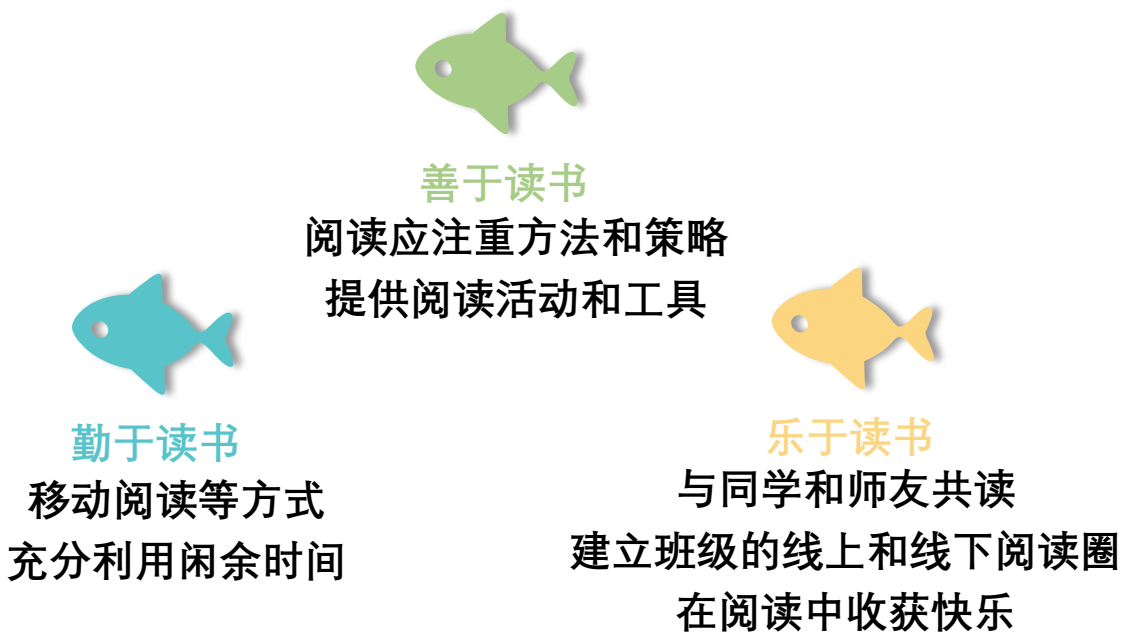 善于读书
阅读应注重方法和策略
提供阅读活动和工具
勤于读书
移动阅读等方式
充分利用闲余时间
乐于读书
与同学和师友共读
建立班级的线上和线下阅读圈
在阅读中收获快乐